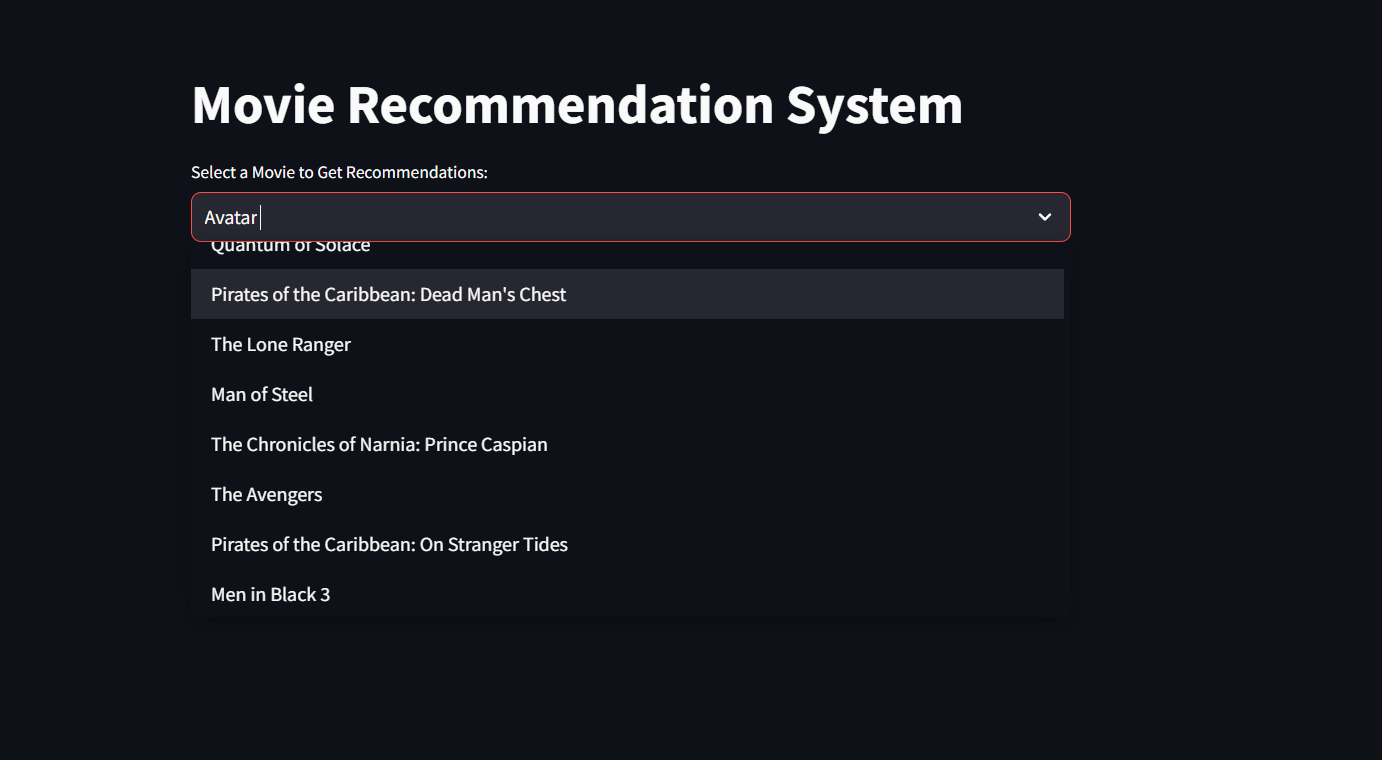 Movie Recommendation System
Select a Movie to Get Recommendations:
Avatar
Quantum of Solace
Pirates of the Caribbean: Dead Man's Chest
The Lone Ranger
Man of Steel
The Chronicles of Narnia: Prince Caspian
The Avengers
Pirates of the Caribbean: On Stranger Tides
Men in Black 3